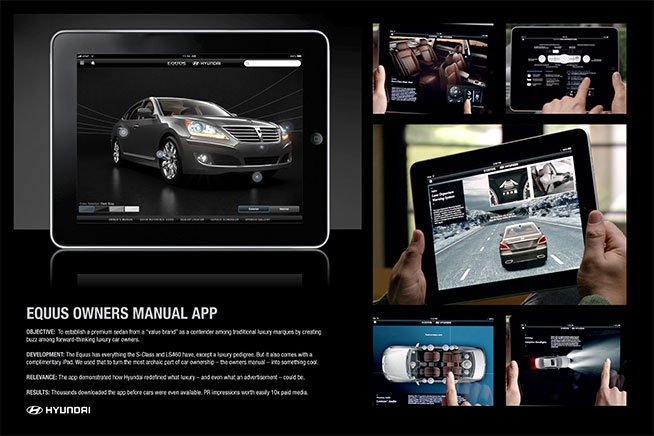 EQUUS HYUNDAI
Lane Departure
Warning System
EQUUS OWNERS MANUAL APP
OBJECTIVE: To establish a premium sedan from a “value brand” as a contender among traditional luxury marques by creating
buzz among forward-thinking luxury car owners.
DEVELOPMENT: The Equus has everything the S-Class and LS460 have, except a luxury pedigree. But it also comes with a
complimentary iPad. We used that to turn the most archaic part of car ownership – the owners manual – into something cool.
RELEVANCE: The app demonstrated how Hyundai redefined what luxury – and even what an advertisement – could be.
RESULTS: Thousands downloaded the app before cars were even available. PR impressions worth easily 10x paid media.
HYUNDAI